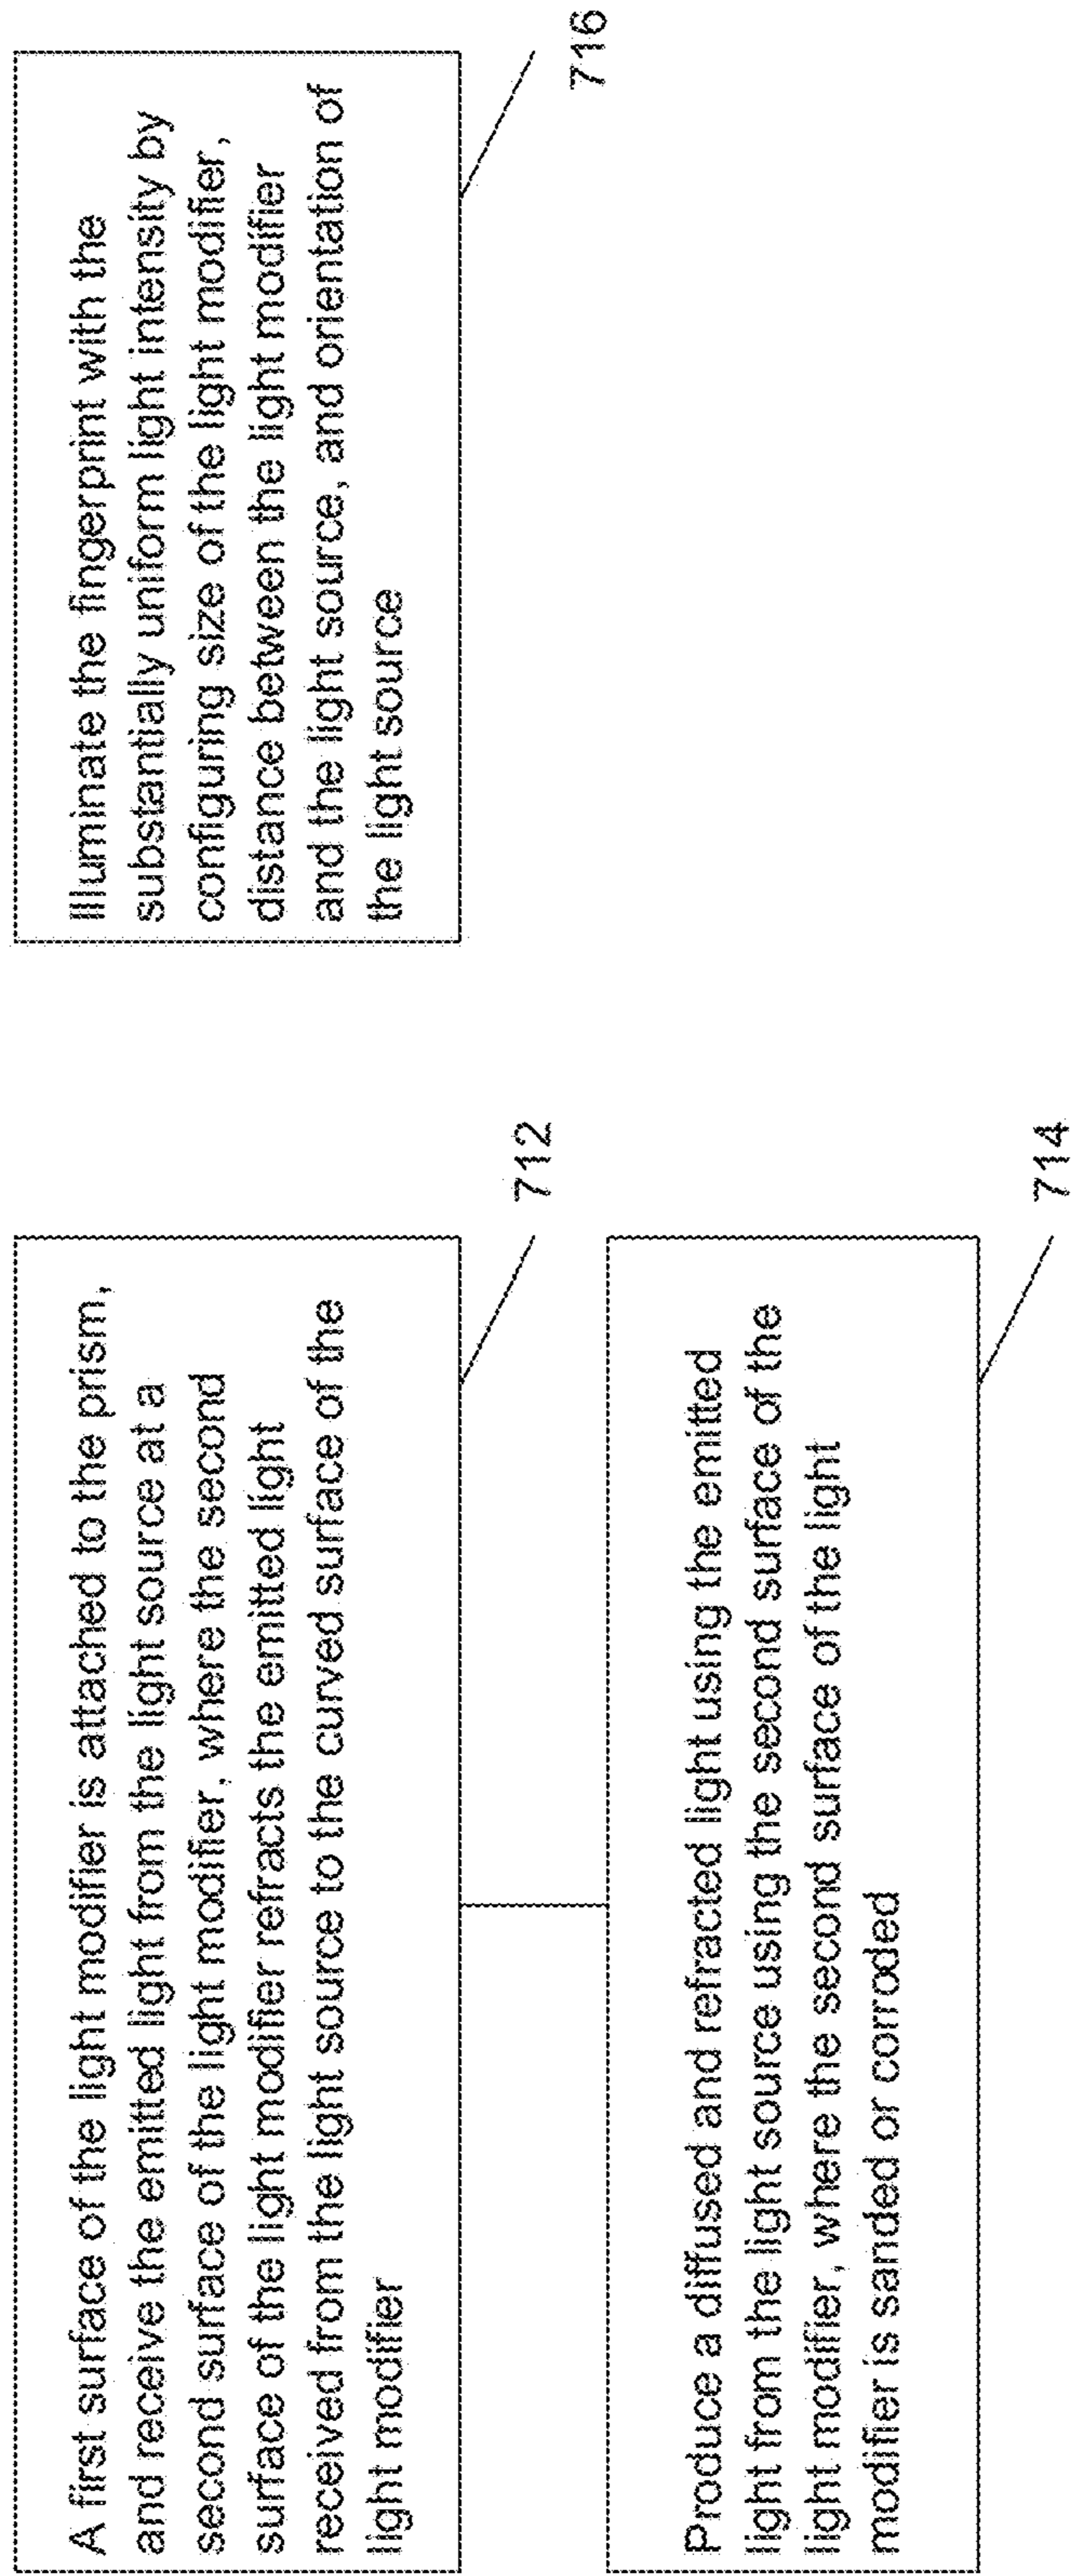 A first surface of the light modifier is attached to the prism,
and receive the emitted light from the light source at a
second surface of the light modifier, where the second
surface of the light modifier refracts the emitted light
received from the light source to the curved surface of the
light modifier
712
Produce a diffused and refracted light using the emitted
light from the light source using the second surface of the
light modifier, where the second surface of the light
modifier is sanded or corroded
714
Illuminate the fingerprint with the
substantially uniform light intensity by
configuring size of the light modifier,
distance between the light modifier
and the light source, and orientation of
the light source
716